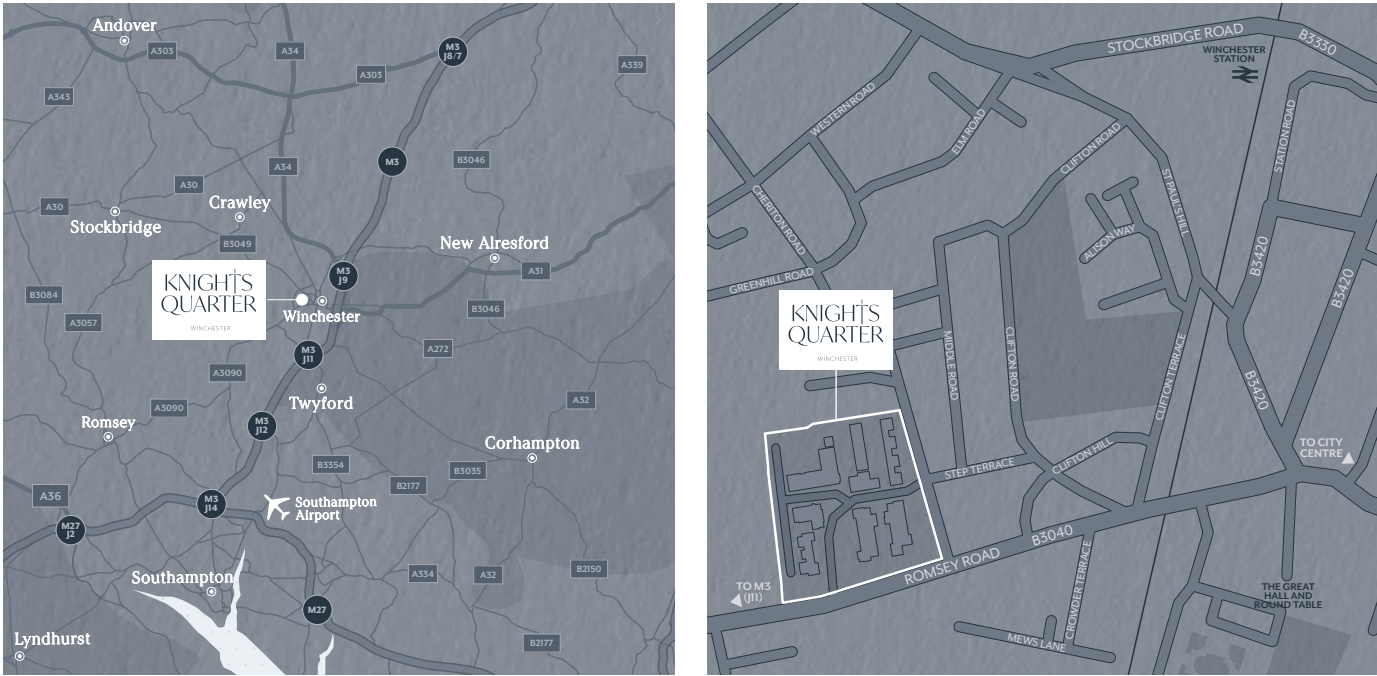 Andover
A303
A34
M3
J8/7
A303
A339
A343
A34
M3
B3046
A30
A30
Stockbridge
Crawley
B3049
New Alresford
A31
M3
J9
KNIGHTS
QUARTER
WINCHESTER
Winchester
B3084
A3057
B3046
M3
J11
A272
A3090
A3090
Twyford
A32
M3
J12
Romsey
Corhampton
B3354
B3035
B2177
A36
M3
J14
Southampton
Airport
M27
J2
Southampton
A334
A32
B2150
M27
B2177
Lyndhurst
STOCKBRIDGE ROAD
B3330
WINCHESTER
STATION
WESTERN ROAD
ELM ROAD
CLIFTON ROAD
STATION ROAD
CHERITON ROAD
ST PAUL'S HILL
ALISON WAY
B3420
B3420
GREENHILL ROAD
KNIGHTS
QUARTER
WINCHESTER
MIDDLE ROAD
CLIFTON ROAD
CLIFTON TERRACE
B3420
TO CITY
CENTRE
STEP TERRACE
CLIFTON HILL
ROMSEY ROAD
B3040
TO M3
(J11)
CROWDER TERRACE
MEWS LANE
THE GREAT
HALL AND
ROUND TABLE